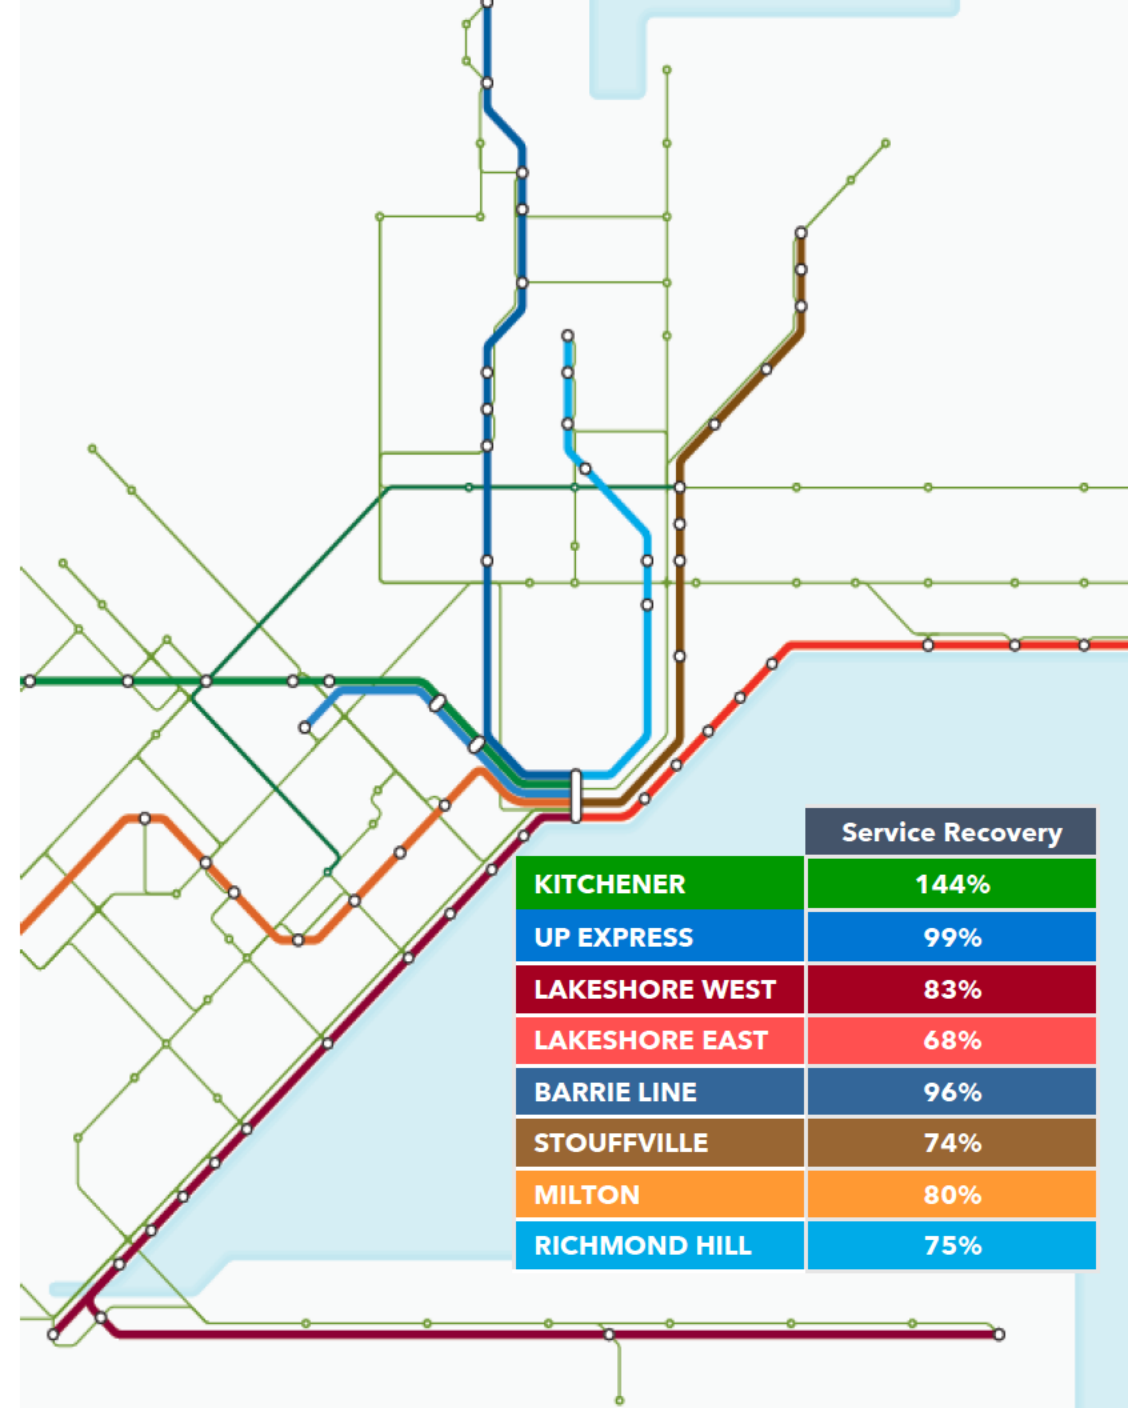 Service Recovery
KITCHENER 144%
UP EXPRESS 99%
LAKESHORE WEST 83%
LAKESHORE EAST 68%
BARRIE LINE 96%
STOUFFVILLE 74%
MILTON 80%
RICHMOND HILL 75%